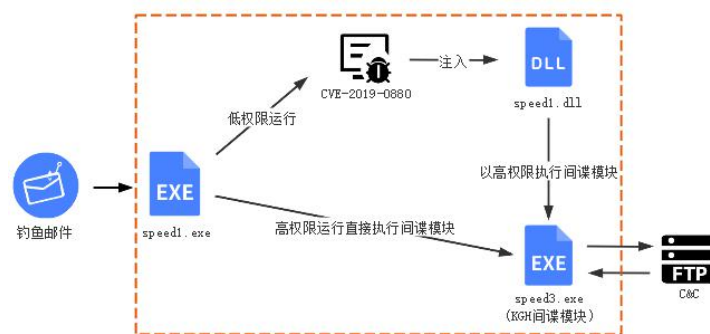 CVE-2019-0880
注入
DLL
speed1.dll
低权限运行
钓鱼邮件
EXE
speed1.exe
以高权限执行间谍模块
高权限运行直接执行间谍模块
EXE
speed3.exe
(KGH间谍模块)
FTP
C&C